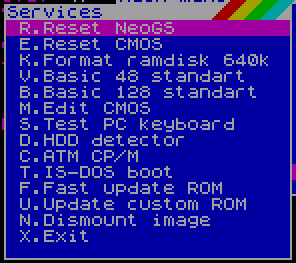 Services
R.Reset NeoGS
E.Reset CMOS
K.Format ramdisk 640k
V.Basic 48 standart
B.Basic 128 standart
M.Edit CMOS
S.Test PC keyboard
D.HDD detector
C.ATM CP/M
T.IS-DOS boot
F.Fast update ROM
U.Update custom ROM
N.Dismount image
X.Exit